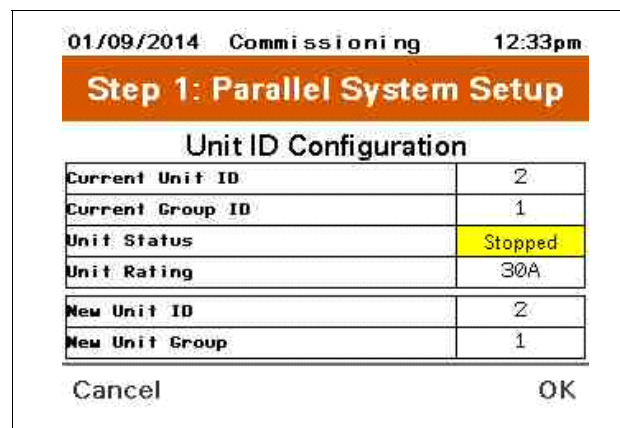 01/09/2014 Commissioning 12:33pm
Step 1: Parallel System Setup
Unit ID Configuration
Current Unit ID 2
Current Group ID 1
Unit Status Stopped
Unit Rating 30A
New Unit ID 2
New Unit Group 1
Cancel OK